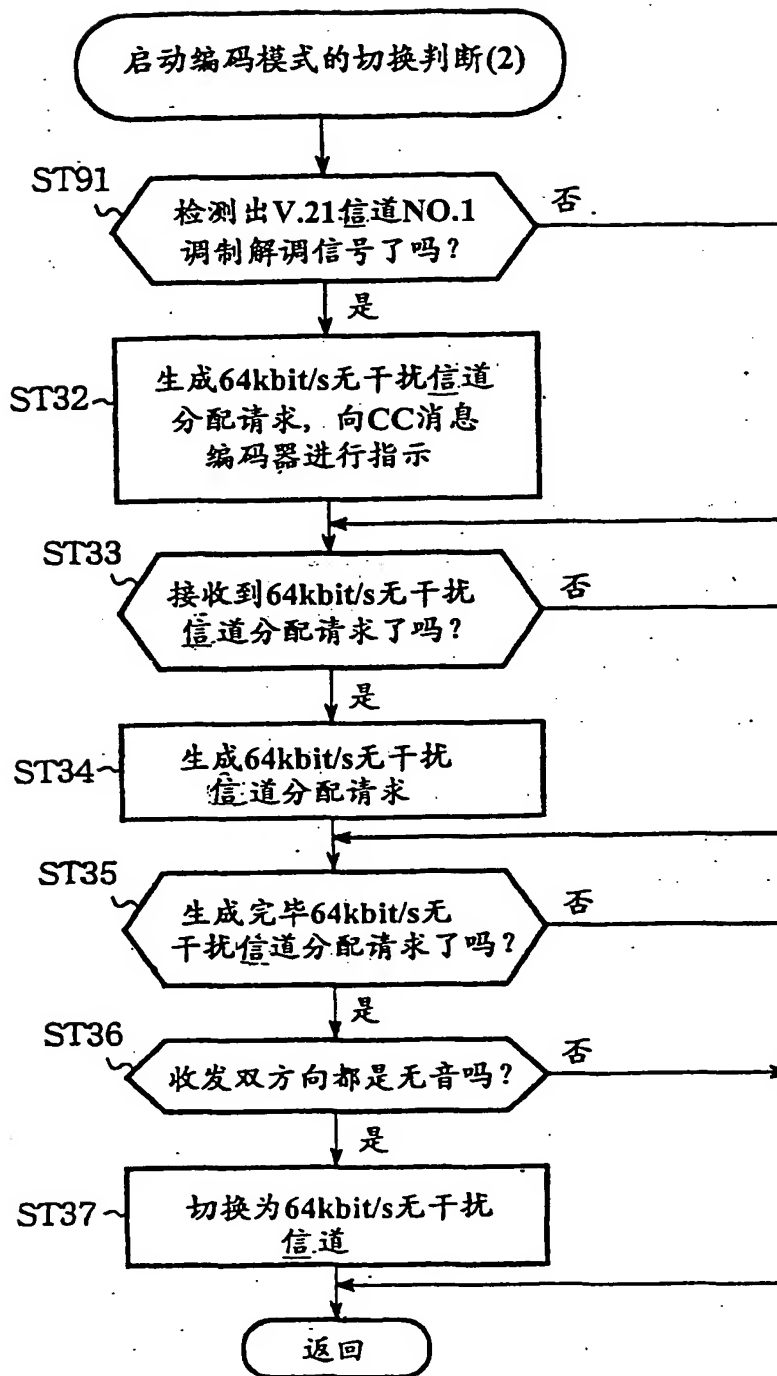 启动编码模式的切换判断(2)
ST91
检测出V.21信道NO.1
调制解调信号了吗？
否
是
ST32
生成64kbit/s无干扰信道
分配请求，向CC消息
编码器进行指示
ST33
接收到64kbit/s无干扰
信道分配请求了吗？
否
是
ST34
生成64kbit/s无干扰
信道分配请求
ST35
生成完毕64kbit/s无
干扰信道分配请求了吗？
否
是
ST36
收发双方向都是无音吗？
否
是
ST37
切换为64kbit/s无干扰
信道
返回